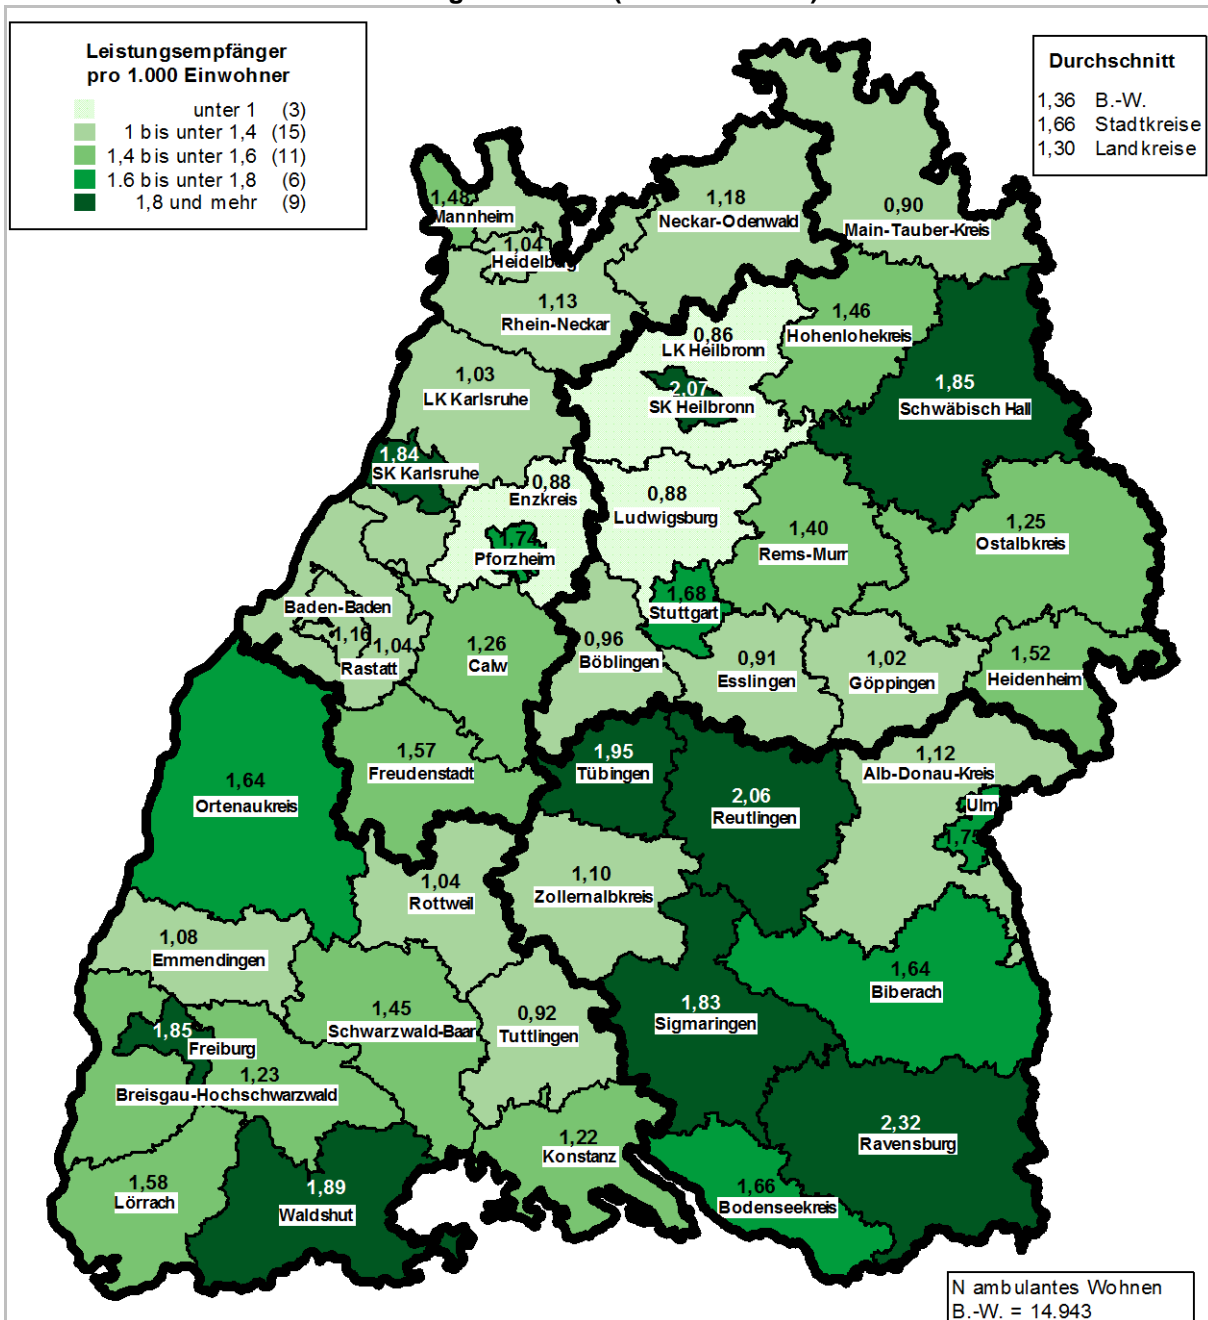 Leistungsempfänger
pro 1.000 Einwohner
unter 1 (3)
1 bis unter 1,4 (15)
1,4 bis unter 1,6 (11)
1.6 bis unter 1,8 (6)
1,8 und mehr (9)
Durchschnitt
1,36 B.-W.
1,66 Stadtkreise
1,30 Landkreise
1,48
Mannheim
1,04
Heidelberg
1,13
Rhein-Neckar
1,18
Neckar-Odenwald
0,90
Main-Tauber-Kreis
1,03
LK Karlsruhe
0,86
LK Heilbronn
2,07
SK Heilbronn
1,46
Hohenlohekreis
1,85
Schwäbisch Hall
1,84
SK Karlsruhe
0,88
Enzkreis
1,74
Pforzheim
0,88
Ludwigsburg
1,40
Rems-Murr
1,25
Ostalbkreis
Baden-Baden
1,16
1,04
Rastatt
1,26
Calw
0,96
Böblingen
1,68
Stuttgart
0,91
Esslingen
1,02
Göppingen
1,52
Heidenheim
1,64
Ortenaukreis
1,57
Freudenstadt
1,95
Tübingen
2,06
Reutlingen
1,12
Alb-Donau-Kreis
Ulm
1,75
1,04
Rottweil
1,10
Zollernalbkreis
1,08
Emmendingen
1,45
Schwarzwald-Baar
0,92
Tuttlingen
1,83
Sigmaringen
1,64
Biberach
1,85
Freiburg
1,23
Breisgau-Hochschwarzwald
1,22
Konstanz
2,32
Ravensburg
1,58
Lörrach
1,89
Waldshut
1,66
Bodenseekreis
N ambulantes Wohnen
B.-W. = 14.943